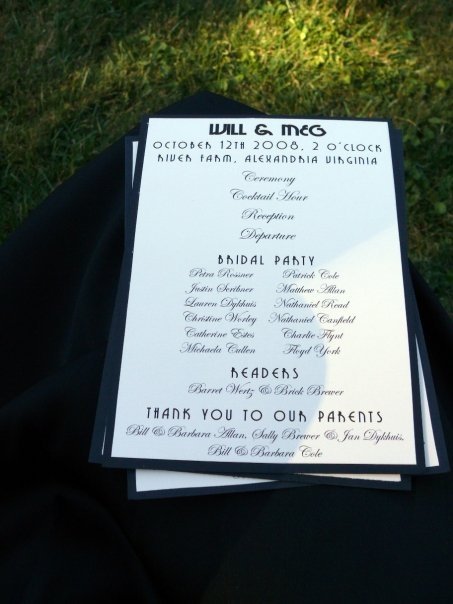 WILL & MEG
OCTOBER 12TH 2008, 2 O'CLOCK
RIVER FARM, ALEXANDRIA VIRGINIA
Ceremony
Cocktail Hour
Reception
Departure
BRIDAL PARTY
Petra Rossner Patrick Cole
Justin Scribner Matthew Allan
Lauren Dykhuis Nathaniel Read
Christine Worley Nathaniel Canfield
Catherine Estes Charlie Flynt
Michaela Cullen Floyd York
READERS
Barret Wertz & Brick Brewer
THANK YOU TO OUR PARENTS
Bill & Barbara Allan, Sally Brewer & Jan Dykhuis,
Bill & Barbara Cole